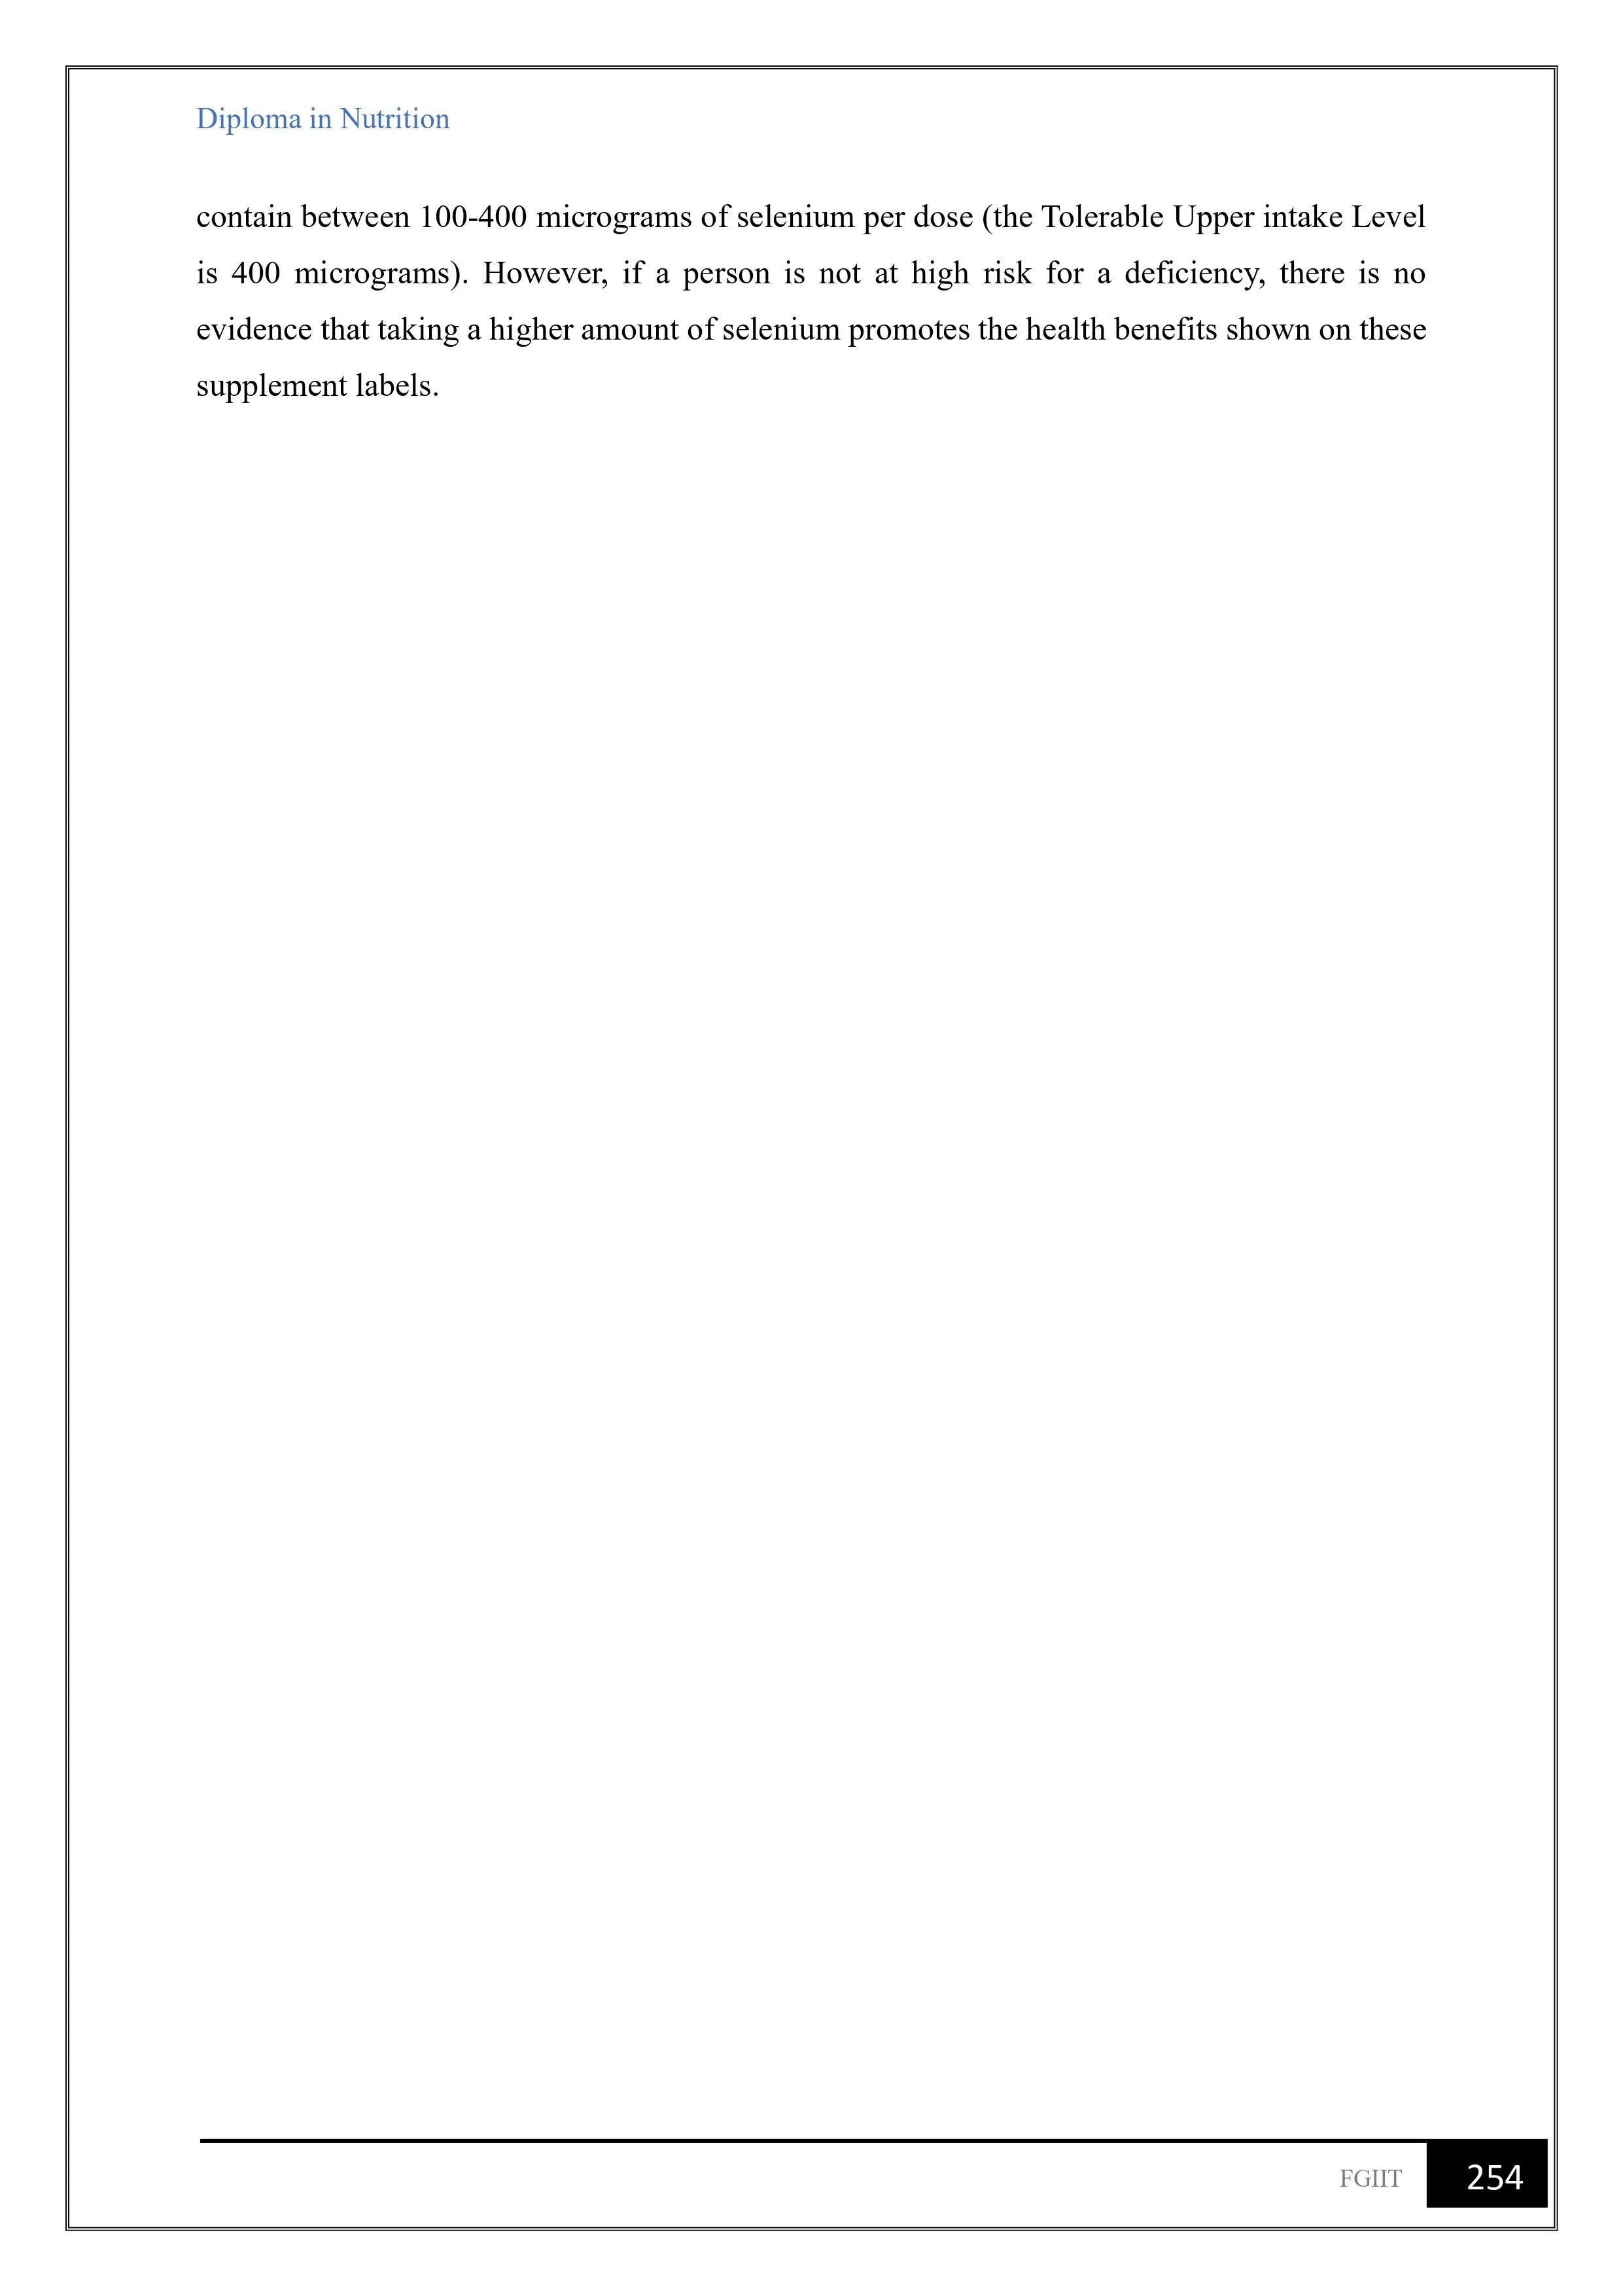 Diploma in Nutrition
contain between 100-400 micrograms of selenium per dose (the Tolerable Upper intake Level
is 400 micrograms). However, if a person is not at high risk for a deficiency, there is no
evidence that taking a higher amount of selenium promotes the health benefits shown on these
supplement labels.
FGIIT 254